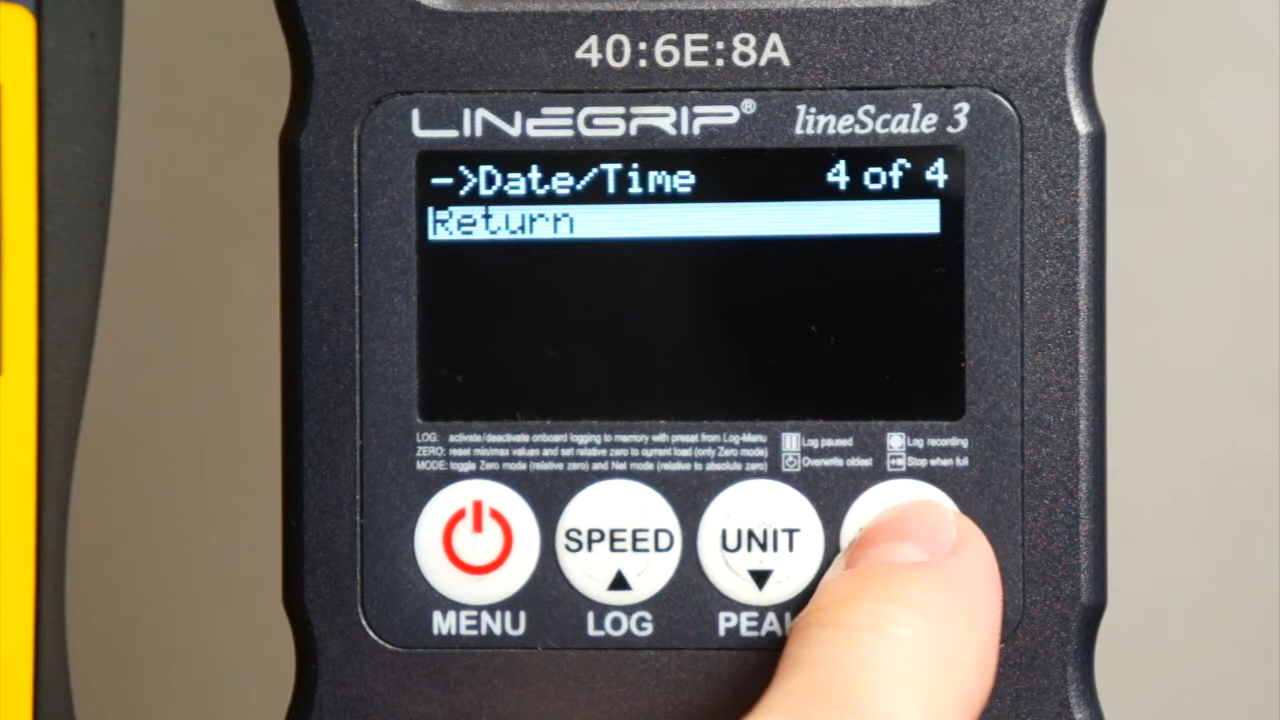 40:6E:8A
LINEGRIP® lineScale 3
->Date/Time 4 of 4
Return
LOG: activate/deactivate onboard logging to memory with preset from Log-Menu
ZERO: reset min/max values and set relative zero to current load (only Zero mode)
MODE: toggle Zero mode (relative zero) and Net mode (relative to absolute zero)
Log paused Log recording
Overwrite oldest Stop when full
SPEED UNIT
MENU LOG